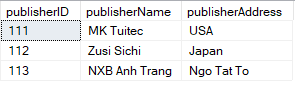 publisherID publisherName publisherAddress
111 MK Tuitec USA
112 Zusi Sichi Japan
113 NXB Anh Trang Ngo Tat To